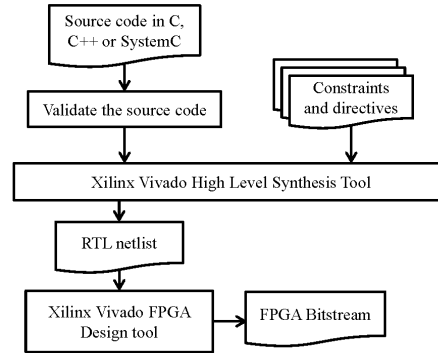 Source code in C,
C++ or SystemC
Validate the source code
Constraints
and directives
Xilinx Vivado High Level Synthesis Tool
RTL netlist
Xilinx Vivado FPGA
Design tool
FPGA Bitstream